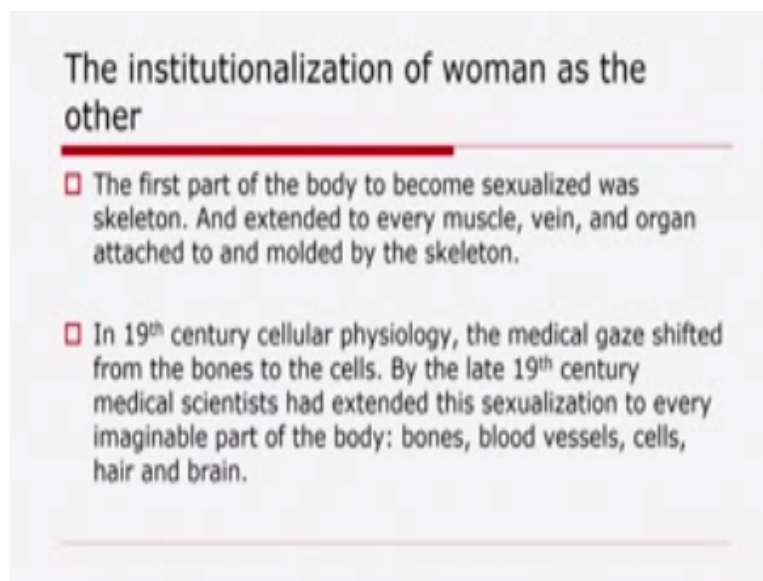 The institutionalization of woman as the
other
The first part of the body to become sexualized was
skeleton. And extended to every muscle, vein, and organ
attached to and molded by the skeleton.
In 19th century cellular physiology, the medical gaze shifted
from the bones to the cells. By the late 19th century
medical scientists had extended this sexualization to every
imaginable part of the body: bones, blood vessels, cells,
hair and brain.